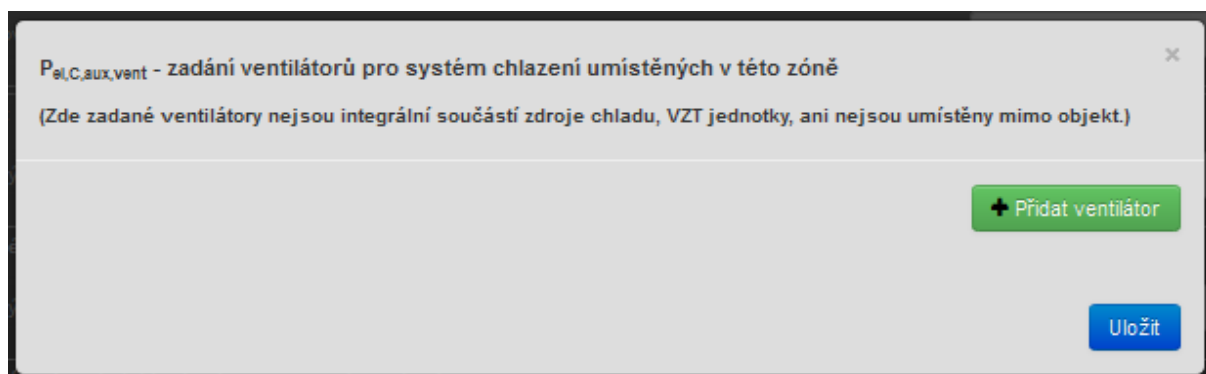 Pel,C,aux,vent - zadání ventilátorů pro systém chlazení umístěných v této zóně ×
(Zde zadané ventilátory nejsou integrální součástí zdroje chladu, VZT jednotky, ani nejsou umístěny mimo objekt.)
Přidat ventilátor
Uložit